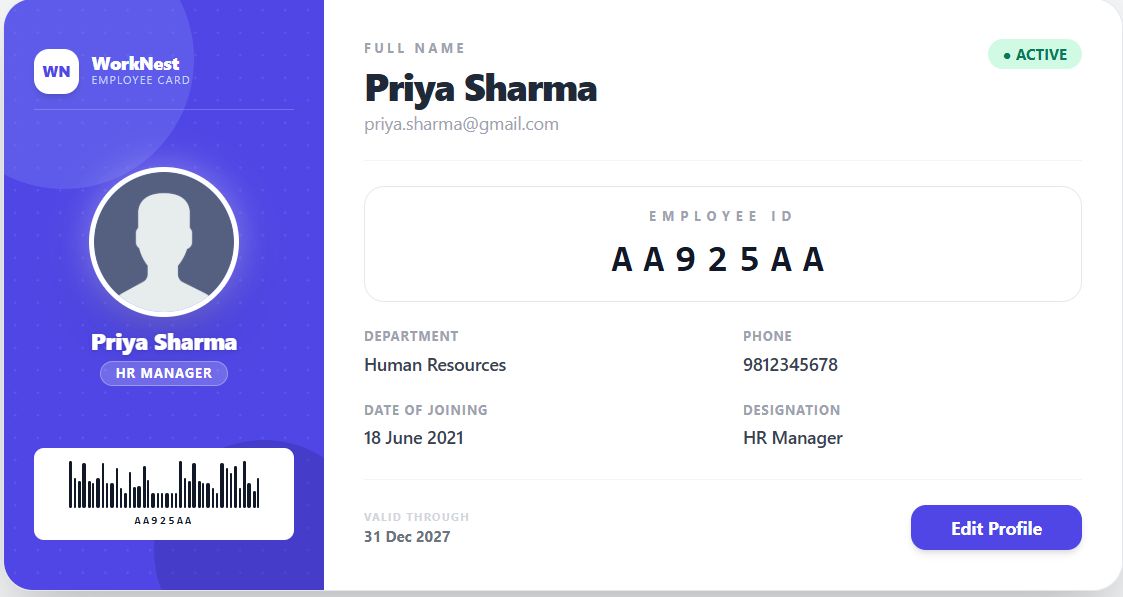 WN
WorkNest
EMPLOYEE CARD
Priya Sharma
HR MANAGER
AA925AA
FULL NAME
● ACTIVE
Priya Sharma
priya.sharma@gmail.com
EMPLOYEE ID
AA925AA
DEPARTMENT
Human Resources
PHONE
9812345678
DATE OF JOINING
18 June 2021
DESIGNATION
HR Manager
VALID THROUGH
31 Dec 2027
Edit Profile